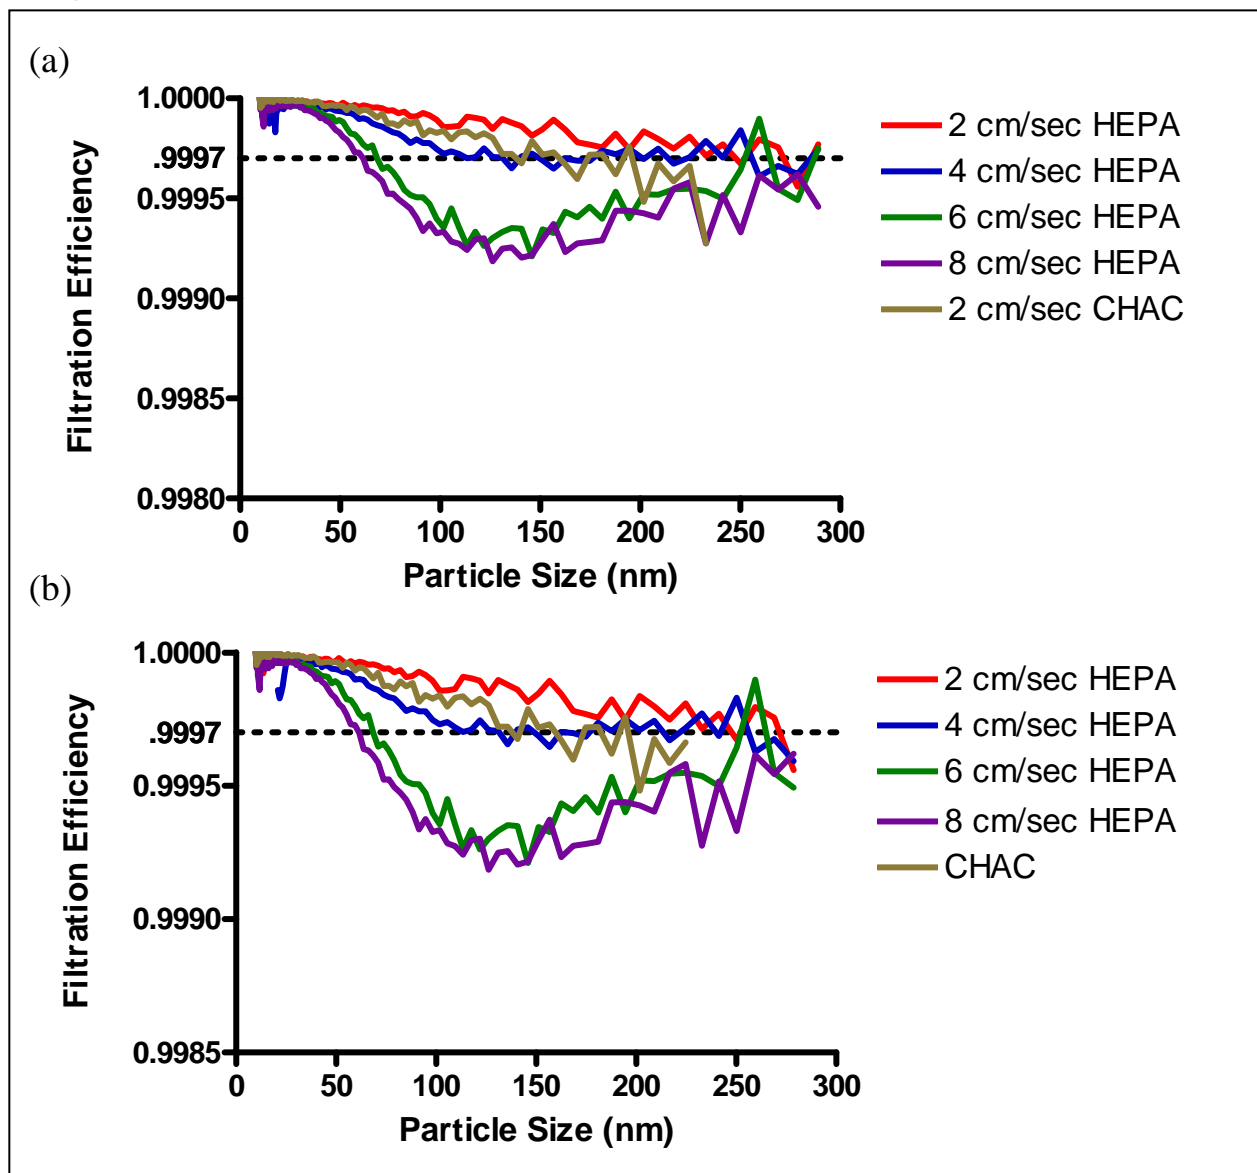 (a)
1.0000
.9997
0.9995
0.9990
0.9985
0.9980
Filtration Efficiency
0
50
100
150
200
250
300
Particle Size (nm)
2 cm/sec HEPA
4 cm/sec HEPA
6 cm/sec HEPA
8 cm/sec HEPA
2 cm/sec CHAC
(b)
1.0000
.9997
0.9995
0.9990
0.9985
Filtration Efficiency
0
50
100
150
200
250
300
Particle Size (nm)
2 cm/sec HEPA
4 cm/sec HEPA
6 cm/sec HEPA
8 cm/sec HEPA
CHAC